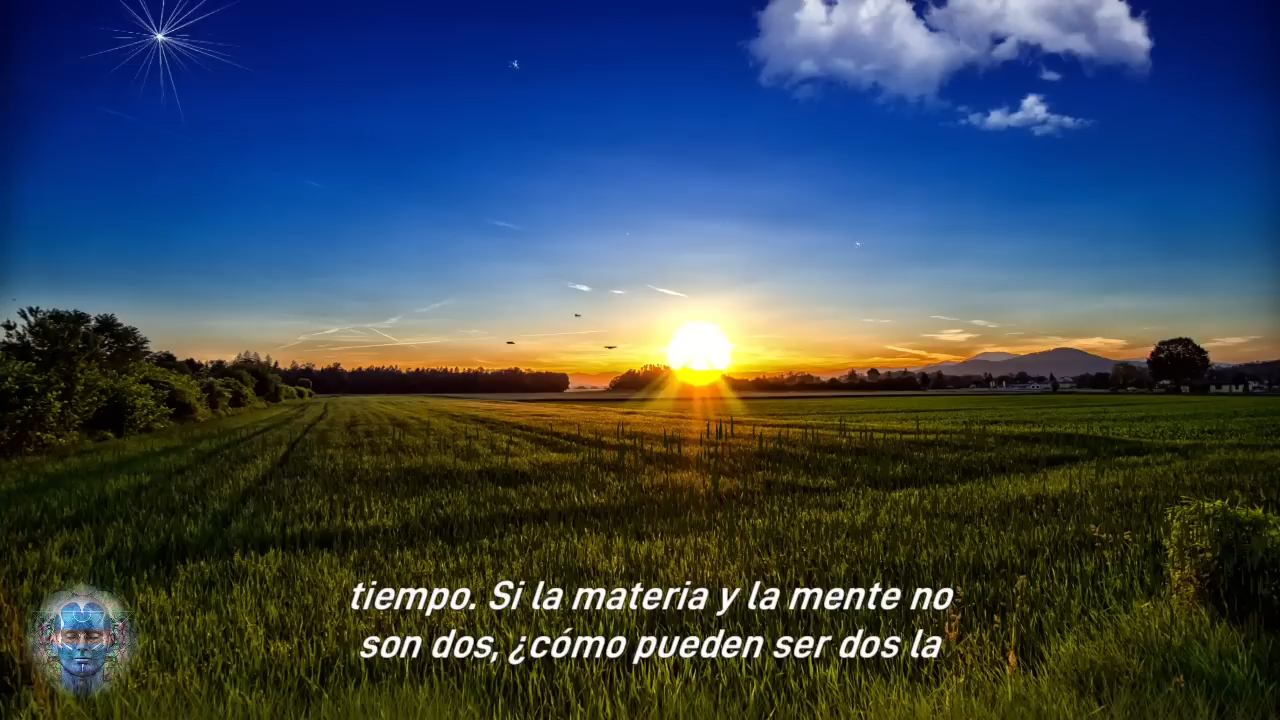 tiempo. Si la materia y la mente no
son dos, ¿cómo pueden ser dos la